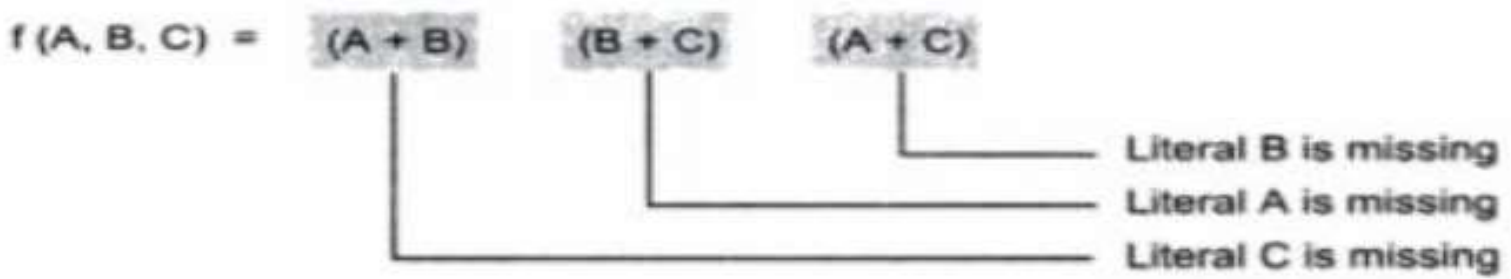 f (A, B, C) = (A + B) (B + C) (A + C)
Literal B is missing
Literal A is missing
Literal C is missing